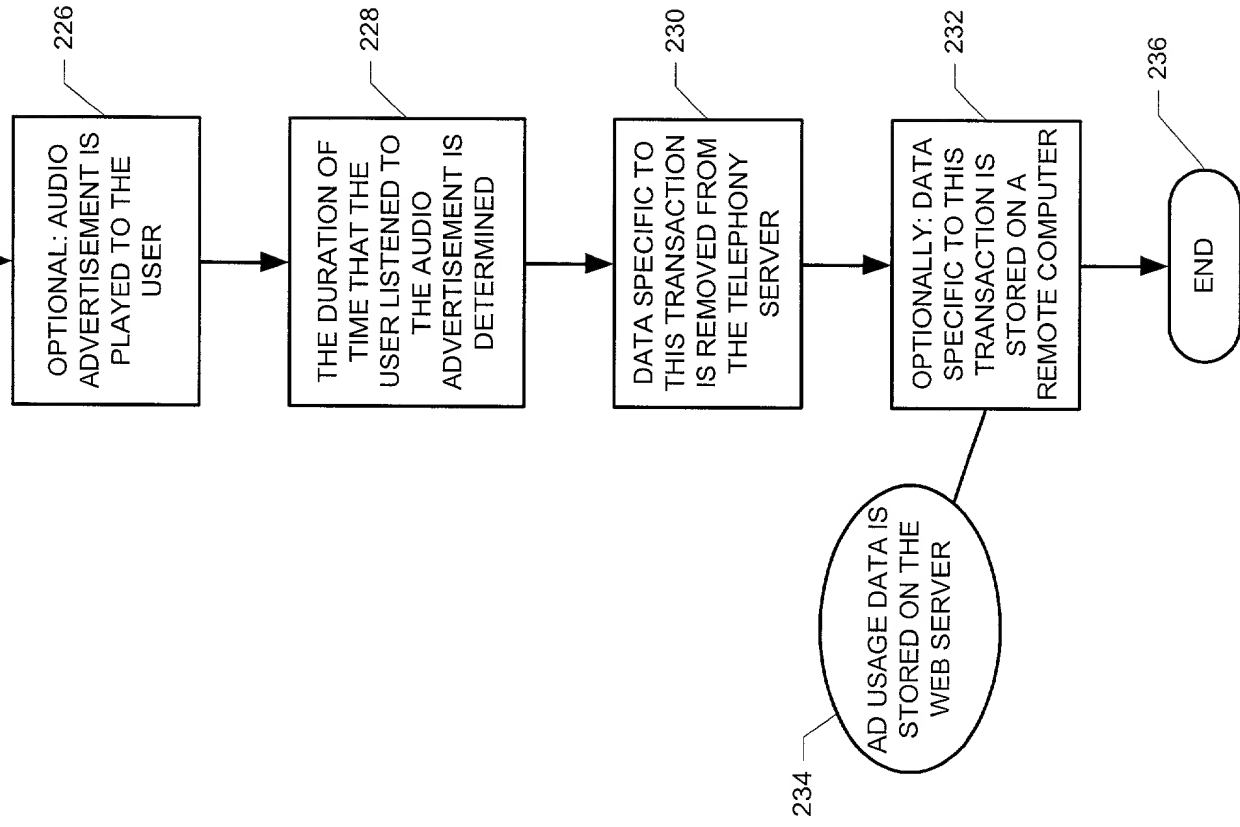 226
OPTIONAL: AUDIO
ADVERTISEMENT IS
PLAYED TO THE
USER
228
THE DURATION OF
TIME THAT THE
USER LISTENED TO
THE AUDIO
ADVERTISEMENT IS
DETERMINED
230
DATA SPECIFIC TO
THIS TRANSACTION
IS REMOVED FROM
THE TELEPHONY
SERVER
232
OPTIONALLY: DATA
SPECIFIC TO THIS
TRANSACTION IS
STORED ON A
REMOTE COMPUTER
234
AD USAGE DATA IS
STORED ON THE
WEB SERVER
236
END